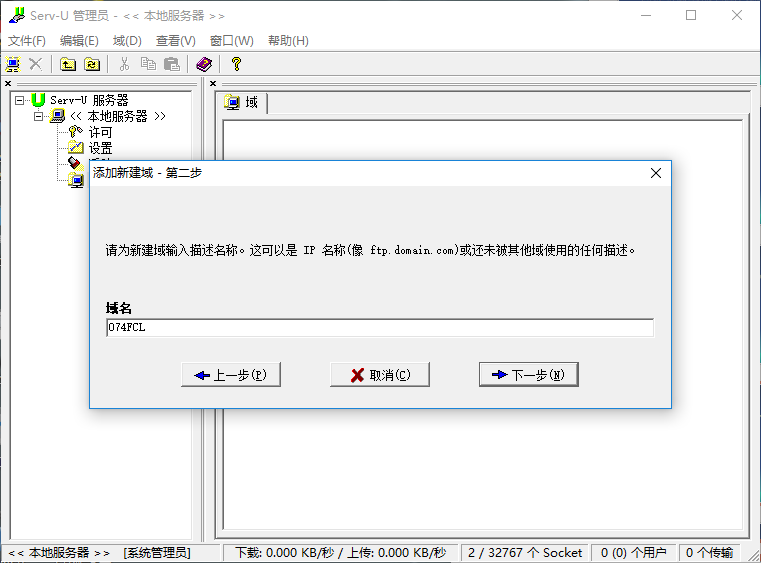 Serv-U 管理员 - << 本地服务器 >>
文件(F) 编辑(E) 域(D) 查看(V) 窗口(W) 帮助(H)
Serv-U 服务器
<< 本地服务器 >>
许可
设置
域
添加新建域 - 第二步
请为新建域输入描述名称。这可以是 IP 名称(像 ftp.domain.com)或还未被其他域使用的任何描述。
域名
074FCL
上一步(P) 取消(C) 下一步(N)
<< 本地服务器 >> [系统管理员] 下载: 0.000 KB/秒 / 上传: 0.000 KB/秒 2 / 32767 个 Socket 0 (0) 个用户 0 个传输